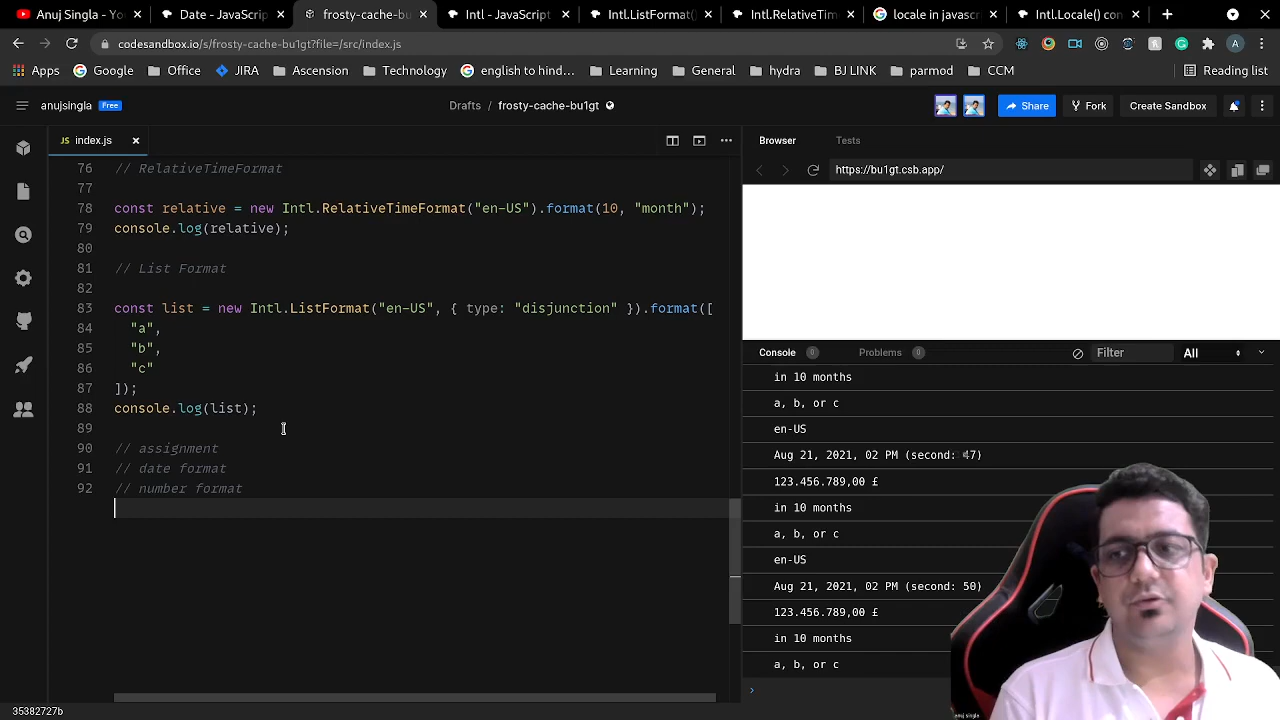 Anuj Singla - Yo
Date - JavaScript
frosty-cache-bu
Intl - JavaScript
Intl.ListFormat()
Intl.RelativeTim
locale in javascr
Intl.Locale() con
codesandbox.io/s/frosty-cache-bu1gt?file=/src/index.js
A
Apps
Google
Office
JIRA
Ascension
Technology
english to hind...
Learning
General
hydra
BJ LINK
parmod
CCM
Reading list
anujsingla
Free
Drafts / frosty-cache-bu1gt
Share
Fork
Create Sandbox
JS index.js
Browser
Tests
https://bu1gt.csb.app/
76 // RelativeTimeFormat
77
78 const relative = new Intl.RelativeTimeFormat("en-US").format(10, "month");
79 console.log(relative);
80
81 // List Format
82
83 const list = new Intl.ListFormat("en-US", { type: "disjunction" }).format([
84 "a",
85 "b",
86 "c"
87 ]);
88 console.log(list);
89
90 // assignment
91 // date format
92 // number format
Console 0
Problems 0
Filter
All
in 10 months
a, b, or c
en-US
Aug 21, 2021, 02 PM (second: 47)
123.456.789,00 £
in 10 months
a, b, or c
en-US
Aug 21, 2021, 02 PM (second: 50)
123.456.789,00 £
in 10 months
a, b, or c
anuj singla
35382727b